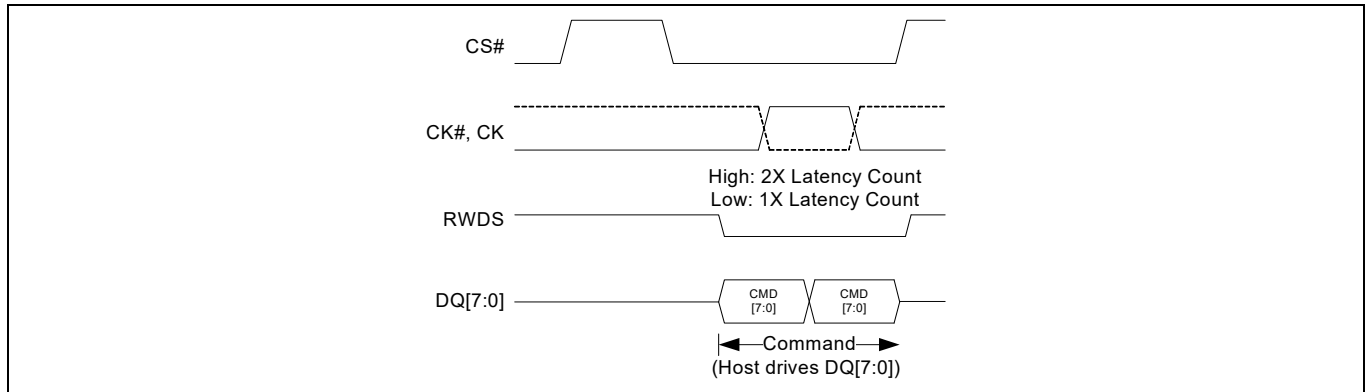 CS#
CK#, CK
High: 2X Latency Count
Low: 1X Latency Count
RWDS
DQ[7:0]
CMD
[7:0]
CMD
[7:0]
Command
(Host drives DQ[7:0])